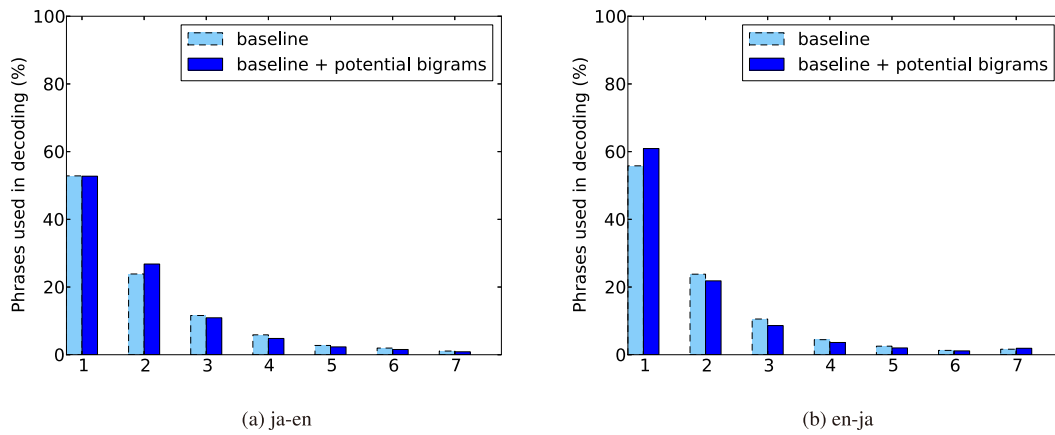 Phrases used in decoding (%)
100
80
60
40
20
0
baseline
baseline + potential bigrams
1 2 3 4 5 6 7
(a) ja-en
Phrases used in decoding (%)
100
80
60
40
20
0
baseline
baseline + potential bigrams
1 2 3 4 5 6 7
(b) en-ja